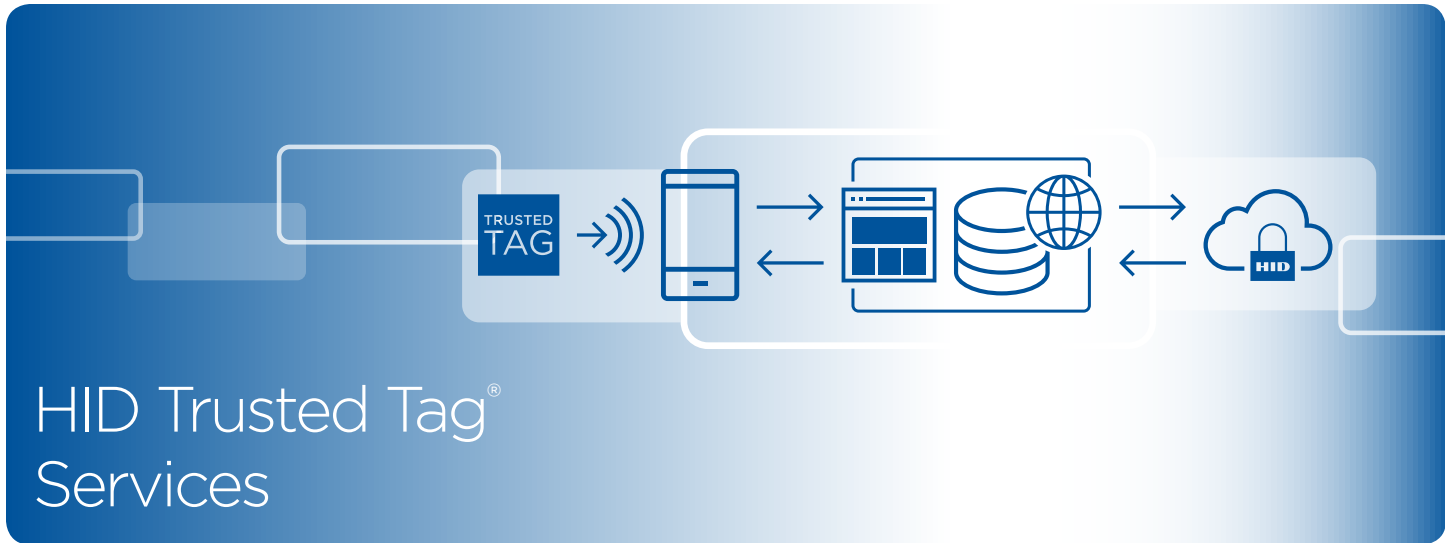 TRUSTED
TAG
HID
HID Trusted Tag®
Services